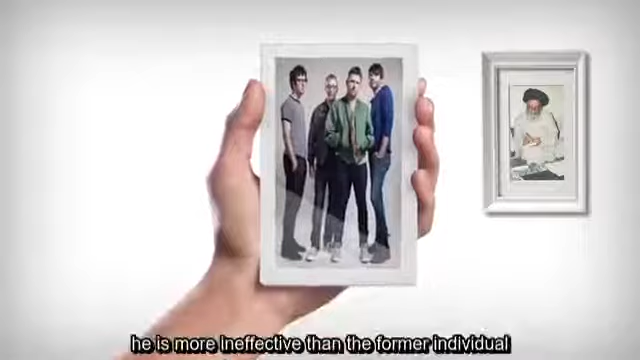 he is more ineffective than the former individual